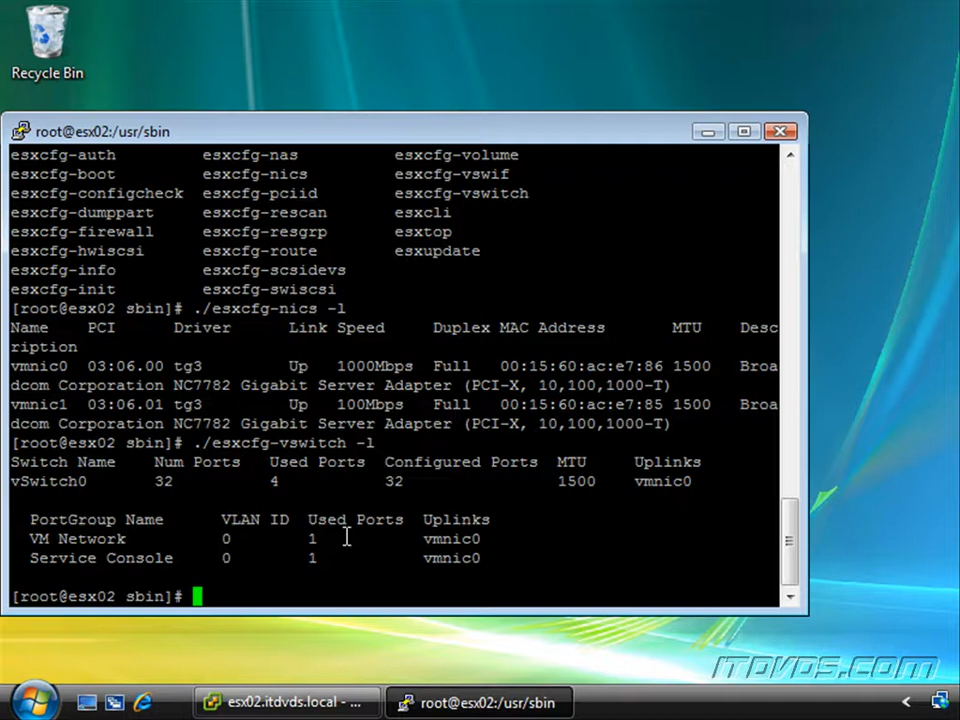 Recycle Bin
root@esx02:/usr/sbin
esxcfg-auth esxcfg-nas esxcfg-volume
esxcfg-boot esxcfg-nics esxcfg-vswif
esxcfg-configcheck esxcfg-pciid esxcfg-vswitch
esxcfg-dumppart esxcfg-rescan esxcli
esxcfg-firewall esxcfg-resgrp esxtop
esxcfg-hwiscsi esxcfg-route esxupdate
esxcfg-info esxcfg-scsidevs
esxcfg-init esxcfg-swiscsi
[root@esx02 sbin]# ./esxcfg-nics -l
Name PCI Driver Link Speed Duplex MAC Address MTU Desc
ription
vmnic0 03:06.00 tg3 Up 1000Mbps Full 00:15:60:ac:e7:86 1500 Broa
dcom Corporation NC7782 Gigabit Server Adapter (PCI-X, 10,100,1000-T)
vmnic1 03:06.01 tg3 Up 100Mbps Full 00:15:60:ac:e7:85 1500 Broa
dcom Corporation NC7782 Gigabit Server Adapter (PCI-X, 10,100,1000-T)
[root@esx02 sbin]# ./esxcfg-vswitch -l
Switch Name Num Ports Used Ports Configured Ports MTU Uplinks
vSwitch0 32 4 32 1500 vmnic0
PortGroup Name VLAN ID Used Ports Uplinks
VM Network 0 1 vmnic0
Service Console 0 1 vmnic0
[root@esx02 sbin]#
ITDVDS.COM
esx02.itdvds.local - ... root@esx02:/usr/sbin